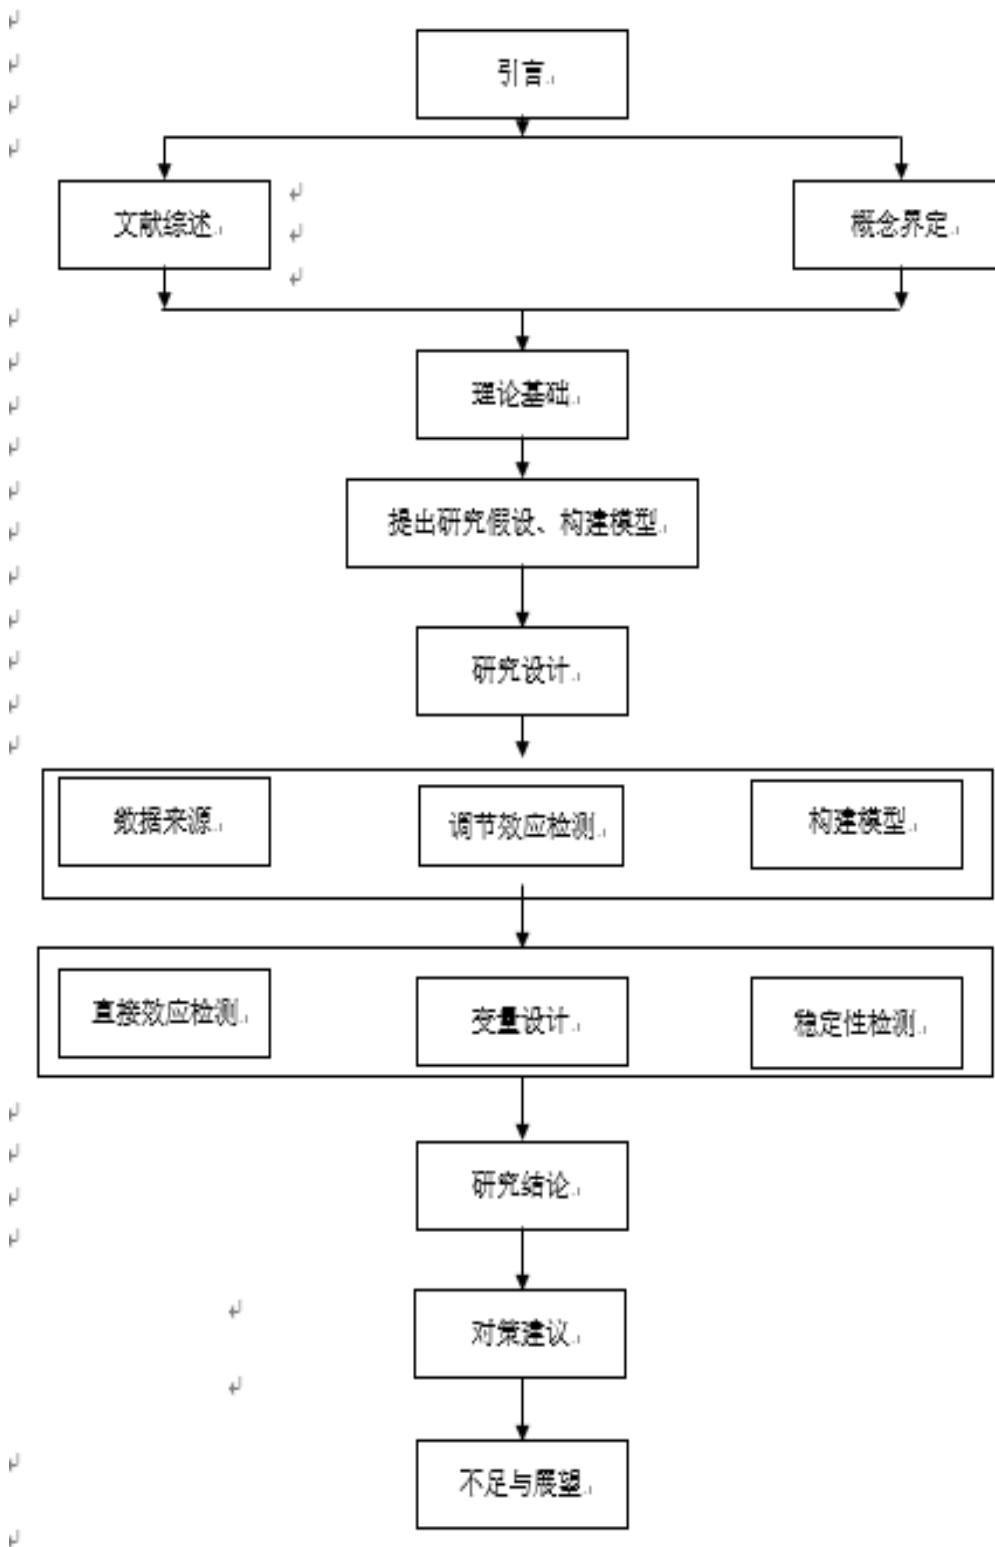 引言
文献综述
概念界定
理论基础
提出研究假设、构建模型
研究设计
数据来源
调节效应检测
构建模型
直接效应检测
变量设计
稳定性检测
研究结论
对策建议
不足与展望